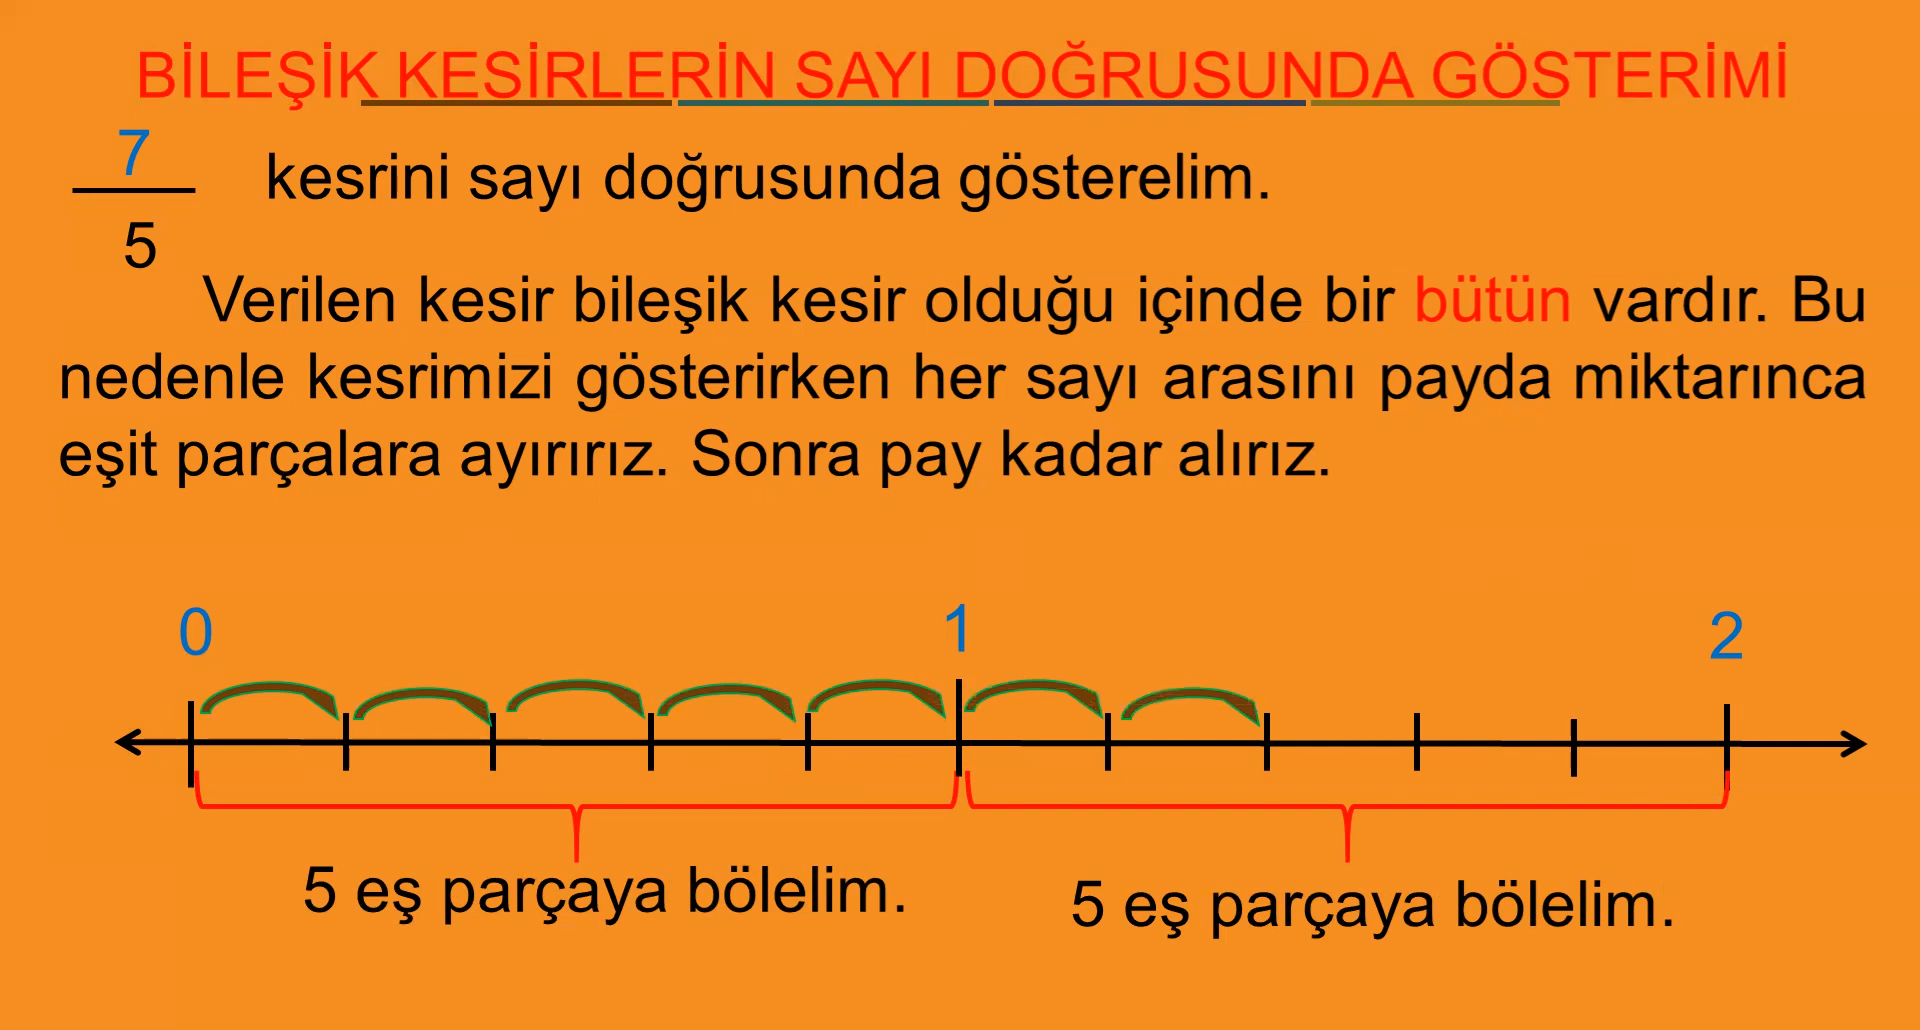 BİLEŞİK KESİRLERİN SAYI DOĞRUSUNDA GÖSTERİMİ
7
5
kesrini sayı doğrusunda gösterelim.
Verilen kesir bileşik kesir olduğu içinde bir bütün vardır. Bu
nedenle kesrimizi gösterirken her sayı arasını payda miktarınca
eşit parçalara ayırırız. Sonra pay kadar alırız.
0 1 2
5 eş parçaya bölelim. 5 eş parçaya bölelim.